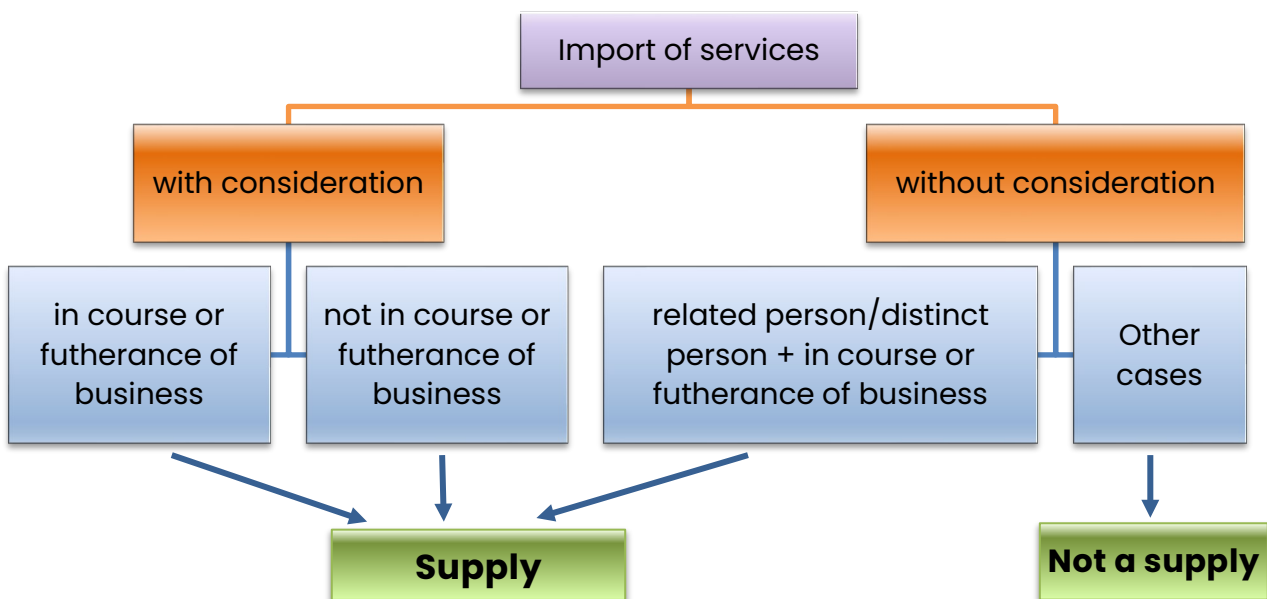 Import of services
with consideration
without consideration
in course or
futherance of
business
not in course or
futherance of
business
related person/distinct
person + in course or
futherance of business
Other
cases
Supply
Not a supply